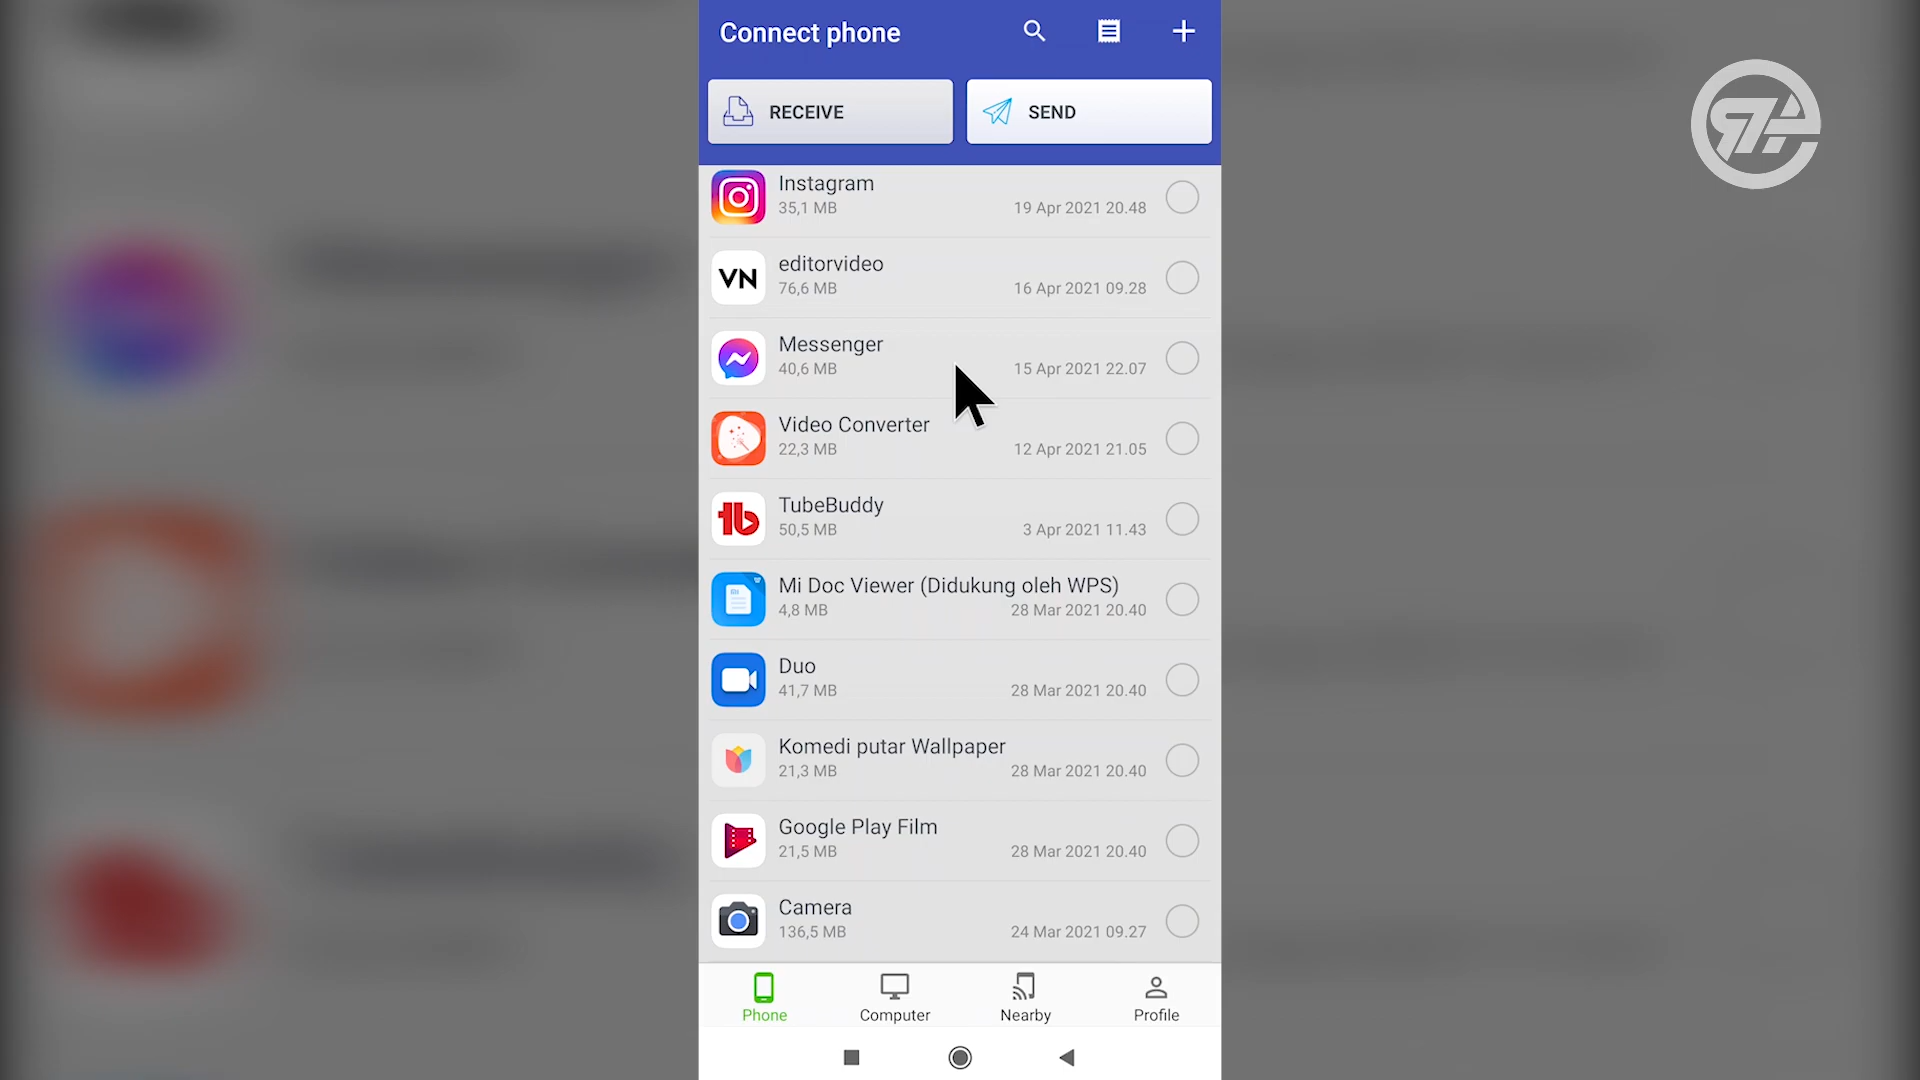 Connect phone
RECEIVE
SEND
Instagram
35,1 MB
19 Apr 2021 20.48
VN
editorvideo
76,6 MB
16 Apr 2021 09.28
Messenger
40,6 MB
15 Apr 2021 22.07
Video Converter
22,3 MB
12 Apr 2021 21.05
tb
TubeBuddy
50,5 MB
3 Apr 2021 11.43
Mi Doc Viewer (Didukung oleh WPS)
4,8 MB
28 Mar 2021 20.40
Duo
41,7 MB
28 Mar 2021 20.40
Komedi putar Wallpaper
21,3 MB
28 Mar 2021 20.40
Google Play Film
21,5 MB
28 Mar 2021 20.40
Camera
136,5 MB
24 Mar 2021 09.27
Phone
Computer
Nearby
Profile